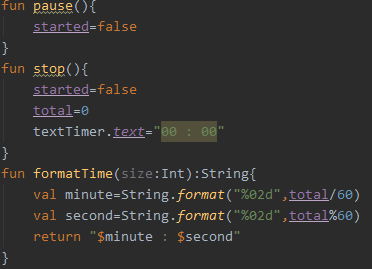 fun pause(){
    started=false
}
fun stop(){
    started=false
    total=0
    textTimer.text="00 : 00"
}
fun formatTime(size:Int):String{
    val minute=String.format("%02d",total/60)
    val second=String.format("%02d",total%60)
    return "$minute : $second"
}